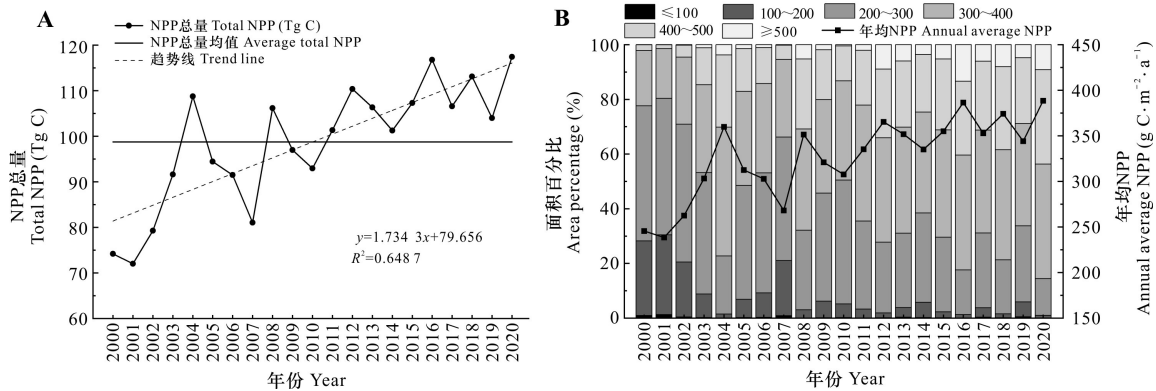 A
NPP总量 Total NPP (Tg C)
NPP总量均值 Average total NPP
趋势线 Trend line
NPP总量
Total NPP (Tg C)
120
110
100
90
80
70
60
y=1.734 3x+79.656
R²=0.648 7
2000 2001 2002 2003 2004 2005 2006 2007 2008 2009 2010 2011 2012 2013 2014 2015 2016 2017 2018 2019 2020
年份 Year
B
≤100 100~200 200~300 300~400
400~500 ≥500 年均NPP Annual average NPP
面积百分比
Area percentage (%)
100
80
60
40
20
0
450
400
350
300
250
200
150
年均NPP
Annual average NPP (g C·m⁻²·a⁻¹)
2000 2001 2002 2003 2004 2005 2006 2007 2008 2009 2010 2011 2012 2013 2014 2015 2016 2017 2018 2019 2020
年份 Year